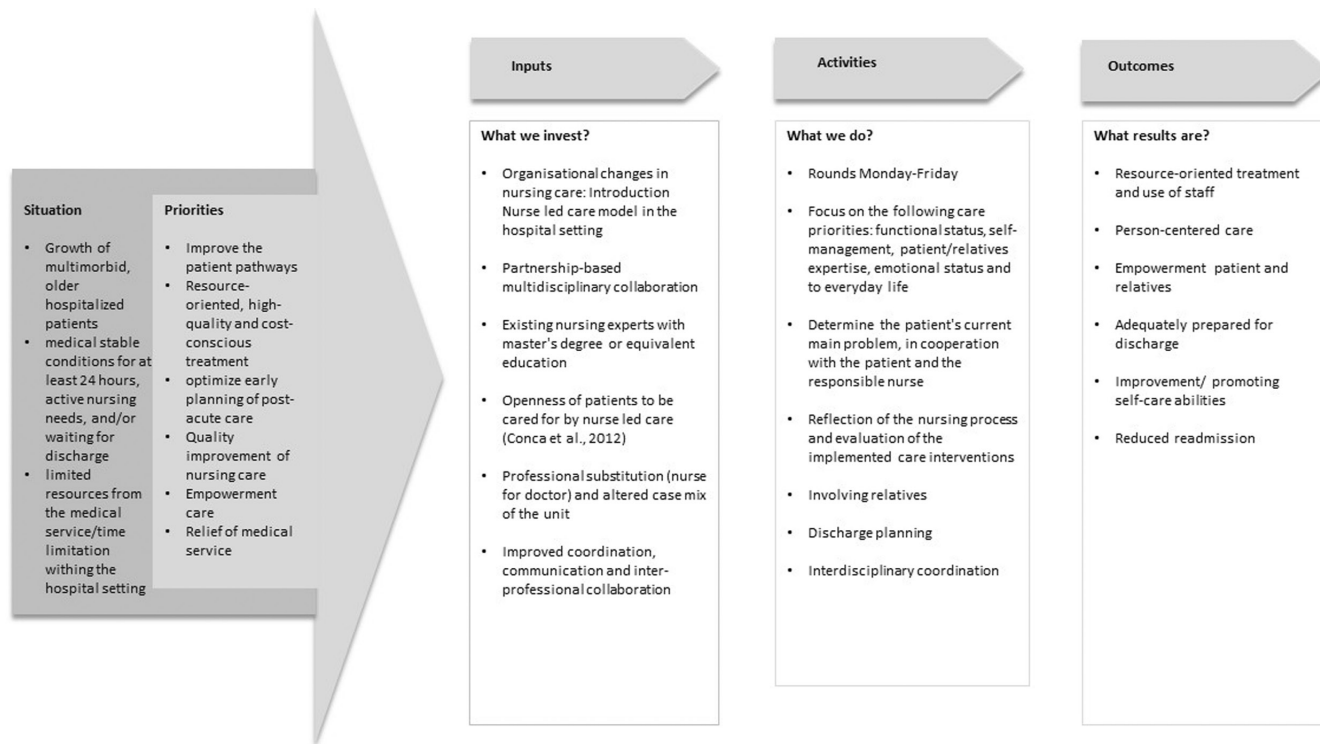 Situation
• Growth of
multimorbid,
older
hospitalized
patients
• medical stable
conditions for at
least 24 hours,
active nursing
needs, and/or
waiting for
discharge
• limited
resources from
the medical
service/time
limitation
withing the
hospital setting
Priorities
• Improve the
patient pathways
• Resource-
oriented, high-
quality and cost-
conscious
treatment
• optimize early
planning of post-
acute care
• Quality
improvement of
nursing care
• Empowerment
care
• Relief of medical
service
Inputs
What we invest?
• Organisational changes in
nursing care: Introduction
Nurse led care model in the
hospital setting
• Partnership-based
multidisciplinary collaboration
• Existing nursing experts with
master's degree or equivalent
education
• Openness of patients to be
cared for by nurse led care
(Conca et al., 2012)
• Professional substitution (nurse
for doctor) and altered case mix
of the unit
• Improved coordination,
communication and inter-
professional collaboration
Activities
What we do?
• Rounds Monday-Friday
• Focus on the following care
priorities: functional status, self-
management, patient/relatives
expertise, emotional status and
to everyday life
• Determine the patient's current
main problem, in cooperation
with the patient and the
responsible nurse
• Reflection of the nursing process
and evaluation of the
implemented care interventions
• Involving relatives
• Discharge planning
• Interdisciplinary coordination
Outcomes
What results are?
• Resource-oriented treatment
and use of staff
• Person-centered care
• Empowerment patient and
relatives
• Adequately prepared for
discharge
• Improvement/ promoting
self-care abilities
• Reduced readmission